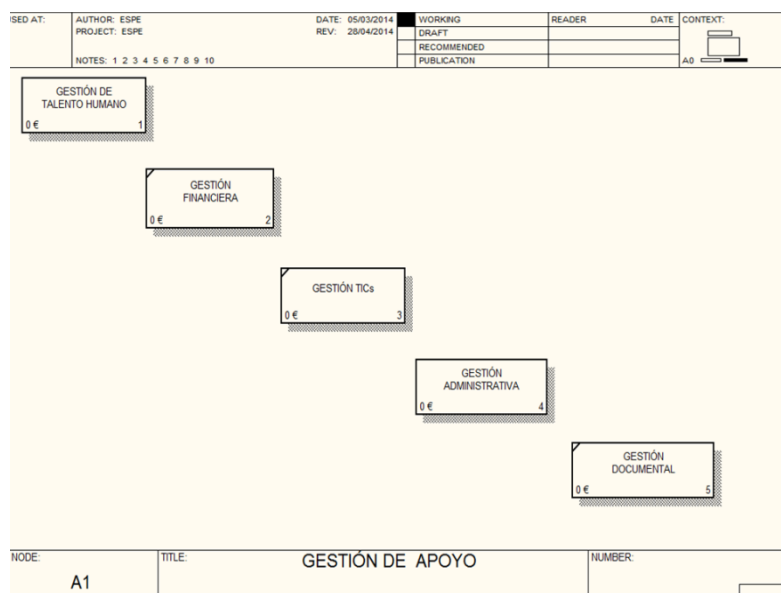 USED AT:
AUTHOR: ESPE
DATE: 05/03/2014
WORKING
READER
DATE
CONTEXT:
PROJECT: ESPE
REV: 28/04/2014
DRAFT
RECOMMENDED
NOTES: 1 2 3 4 5 6 7 8 9 10
PUBLICATION
A0
GESTIÓN DE
TALENTO HUMANO
0 €
1
GESTIÓN
FINANCIERA
0 €
2
GESTIÓN TICs
0 €
3
GESTIÓN
ADMINISTRATIVA
0 €
4
GESTIÓN
DOCUMENTAL
0 €
5
NODE:
A1
TITLE:
GESTIÓN DE APOYO
NUMBER: